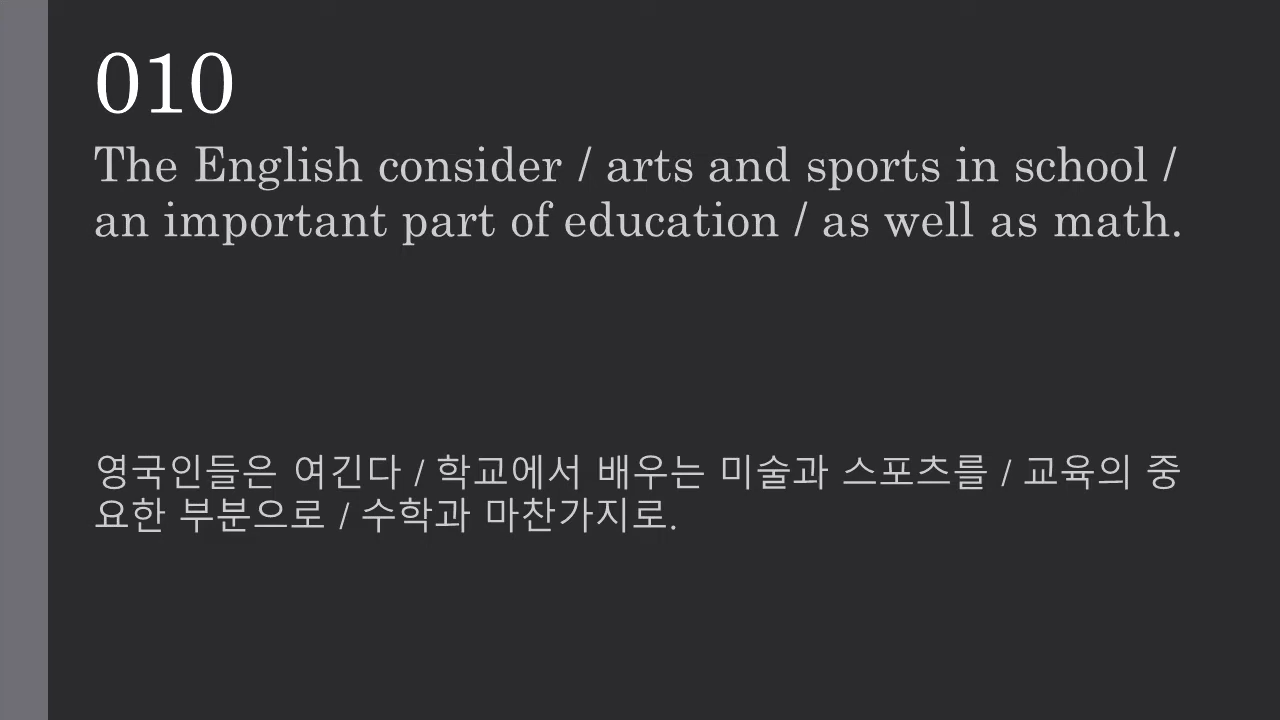 010
The English consider / arts and sports in school /
an important part of education / as well as math.
영국인들은 여긴다 / 학교에서 배우는 미술과 스포츠를 / 교육의 중
요한 부분으로 / 수학과 마찬가지로.